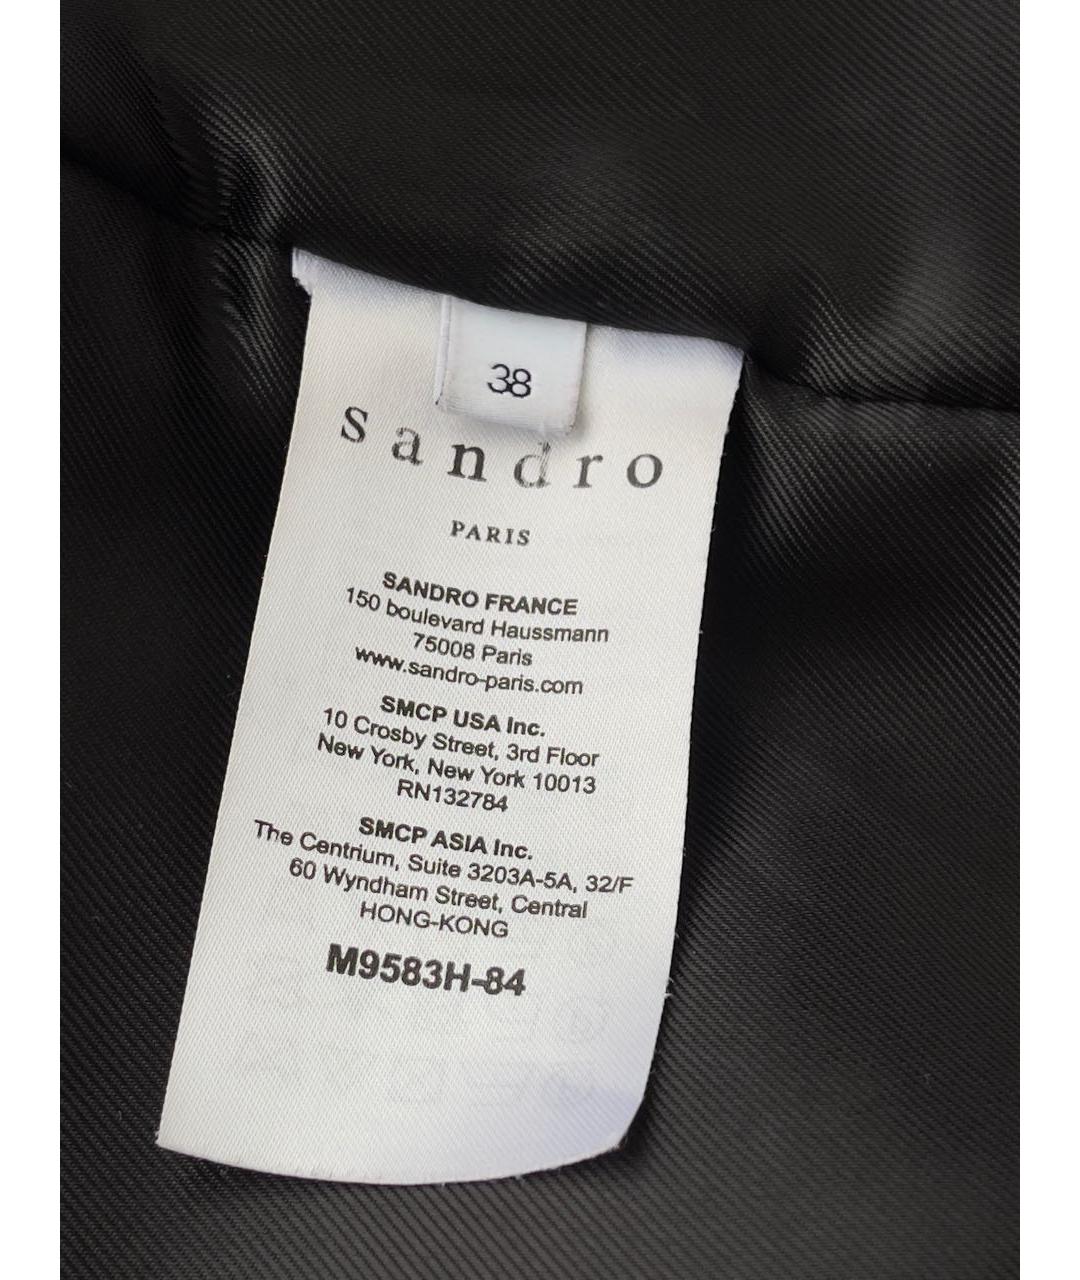 38
sandro
PARIS
SANDRO FRANCE
150 boulevard Haussmann
75008 Paris
www.sandro-paris.com
SMCP USA Inc.
10 Crosby Street, 3rd Floor
New York, New York 10013
RN132784
SMCP ASIA Inc.
The Centrium, Suite 3203A-5A, 32/F
60 Wyndham Street, Central
HONG-KONG
M9583H-84